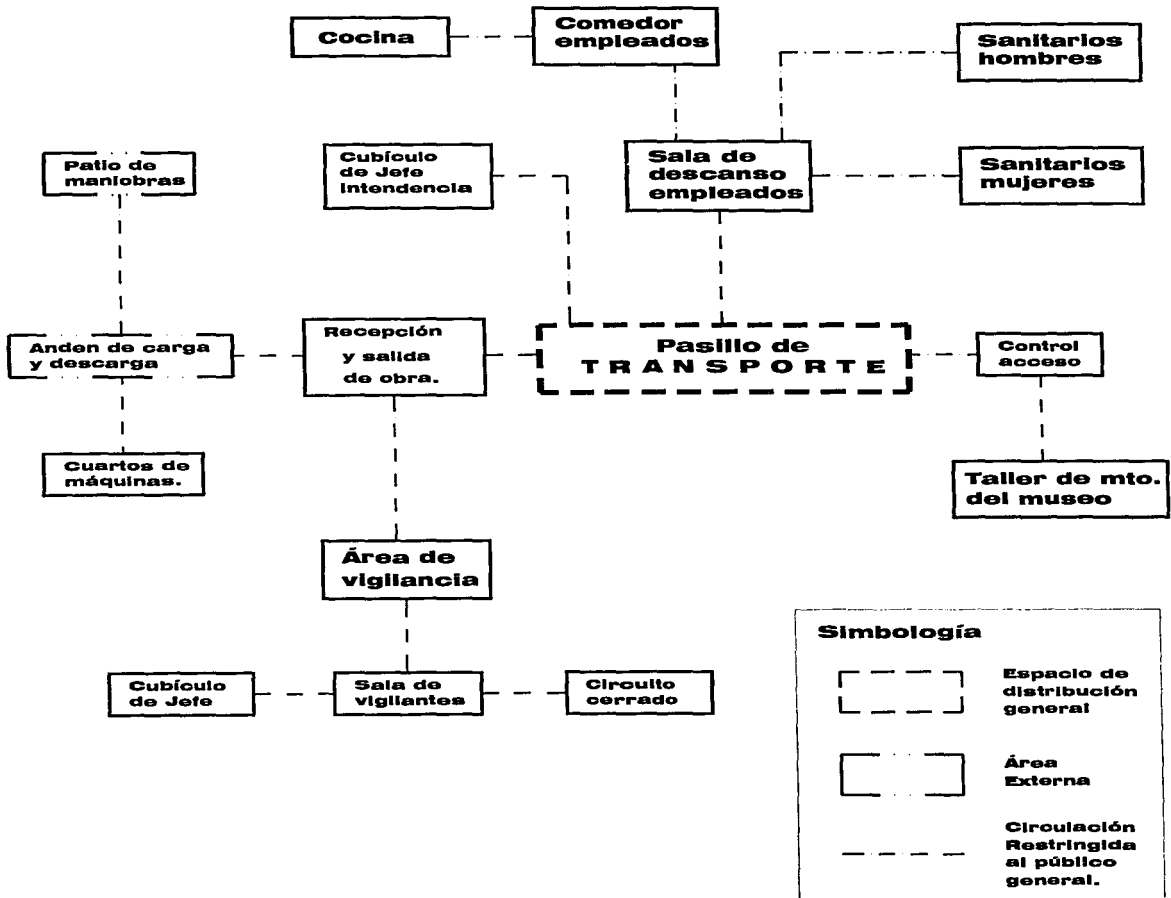 Cocina
Comedor
empleados
Sanitarios
hombres
Patio de
maniobras
Cubículo
de Jefe
Intendencia
Sala de
descanso
empleados
Sanitarios
mujeres
Anden de carga
y descarga
Recepción
y salida
de obra.
Pasillo de
TRANSPORTE
Control
acceso
Cuartos de
máquinas.
Taller de mto.
del museo
Área de
vigilancia
Cubículo
de Jefe
Sala de
vigilantes
Circuito
cerrado
Simbología
Espacio de
distribución
general
Área
Externa
Circulación
Restringida
al público
general.